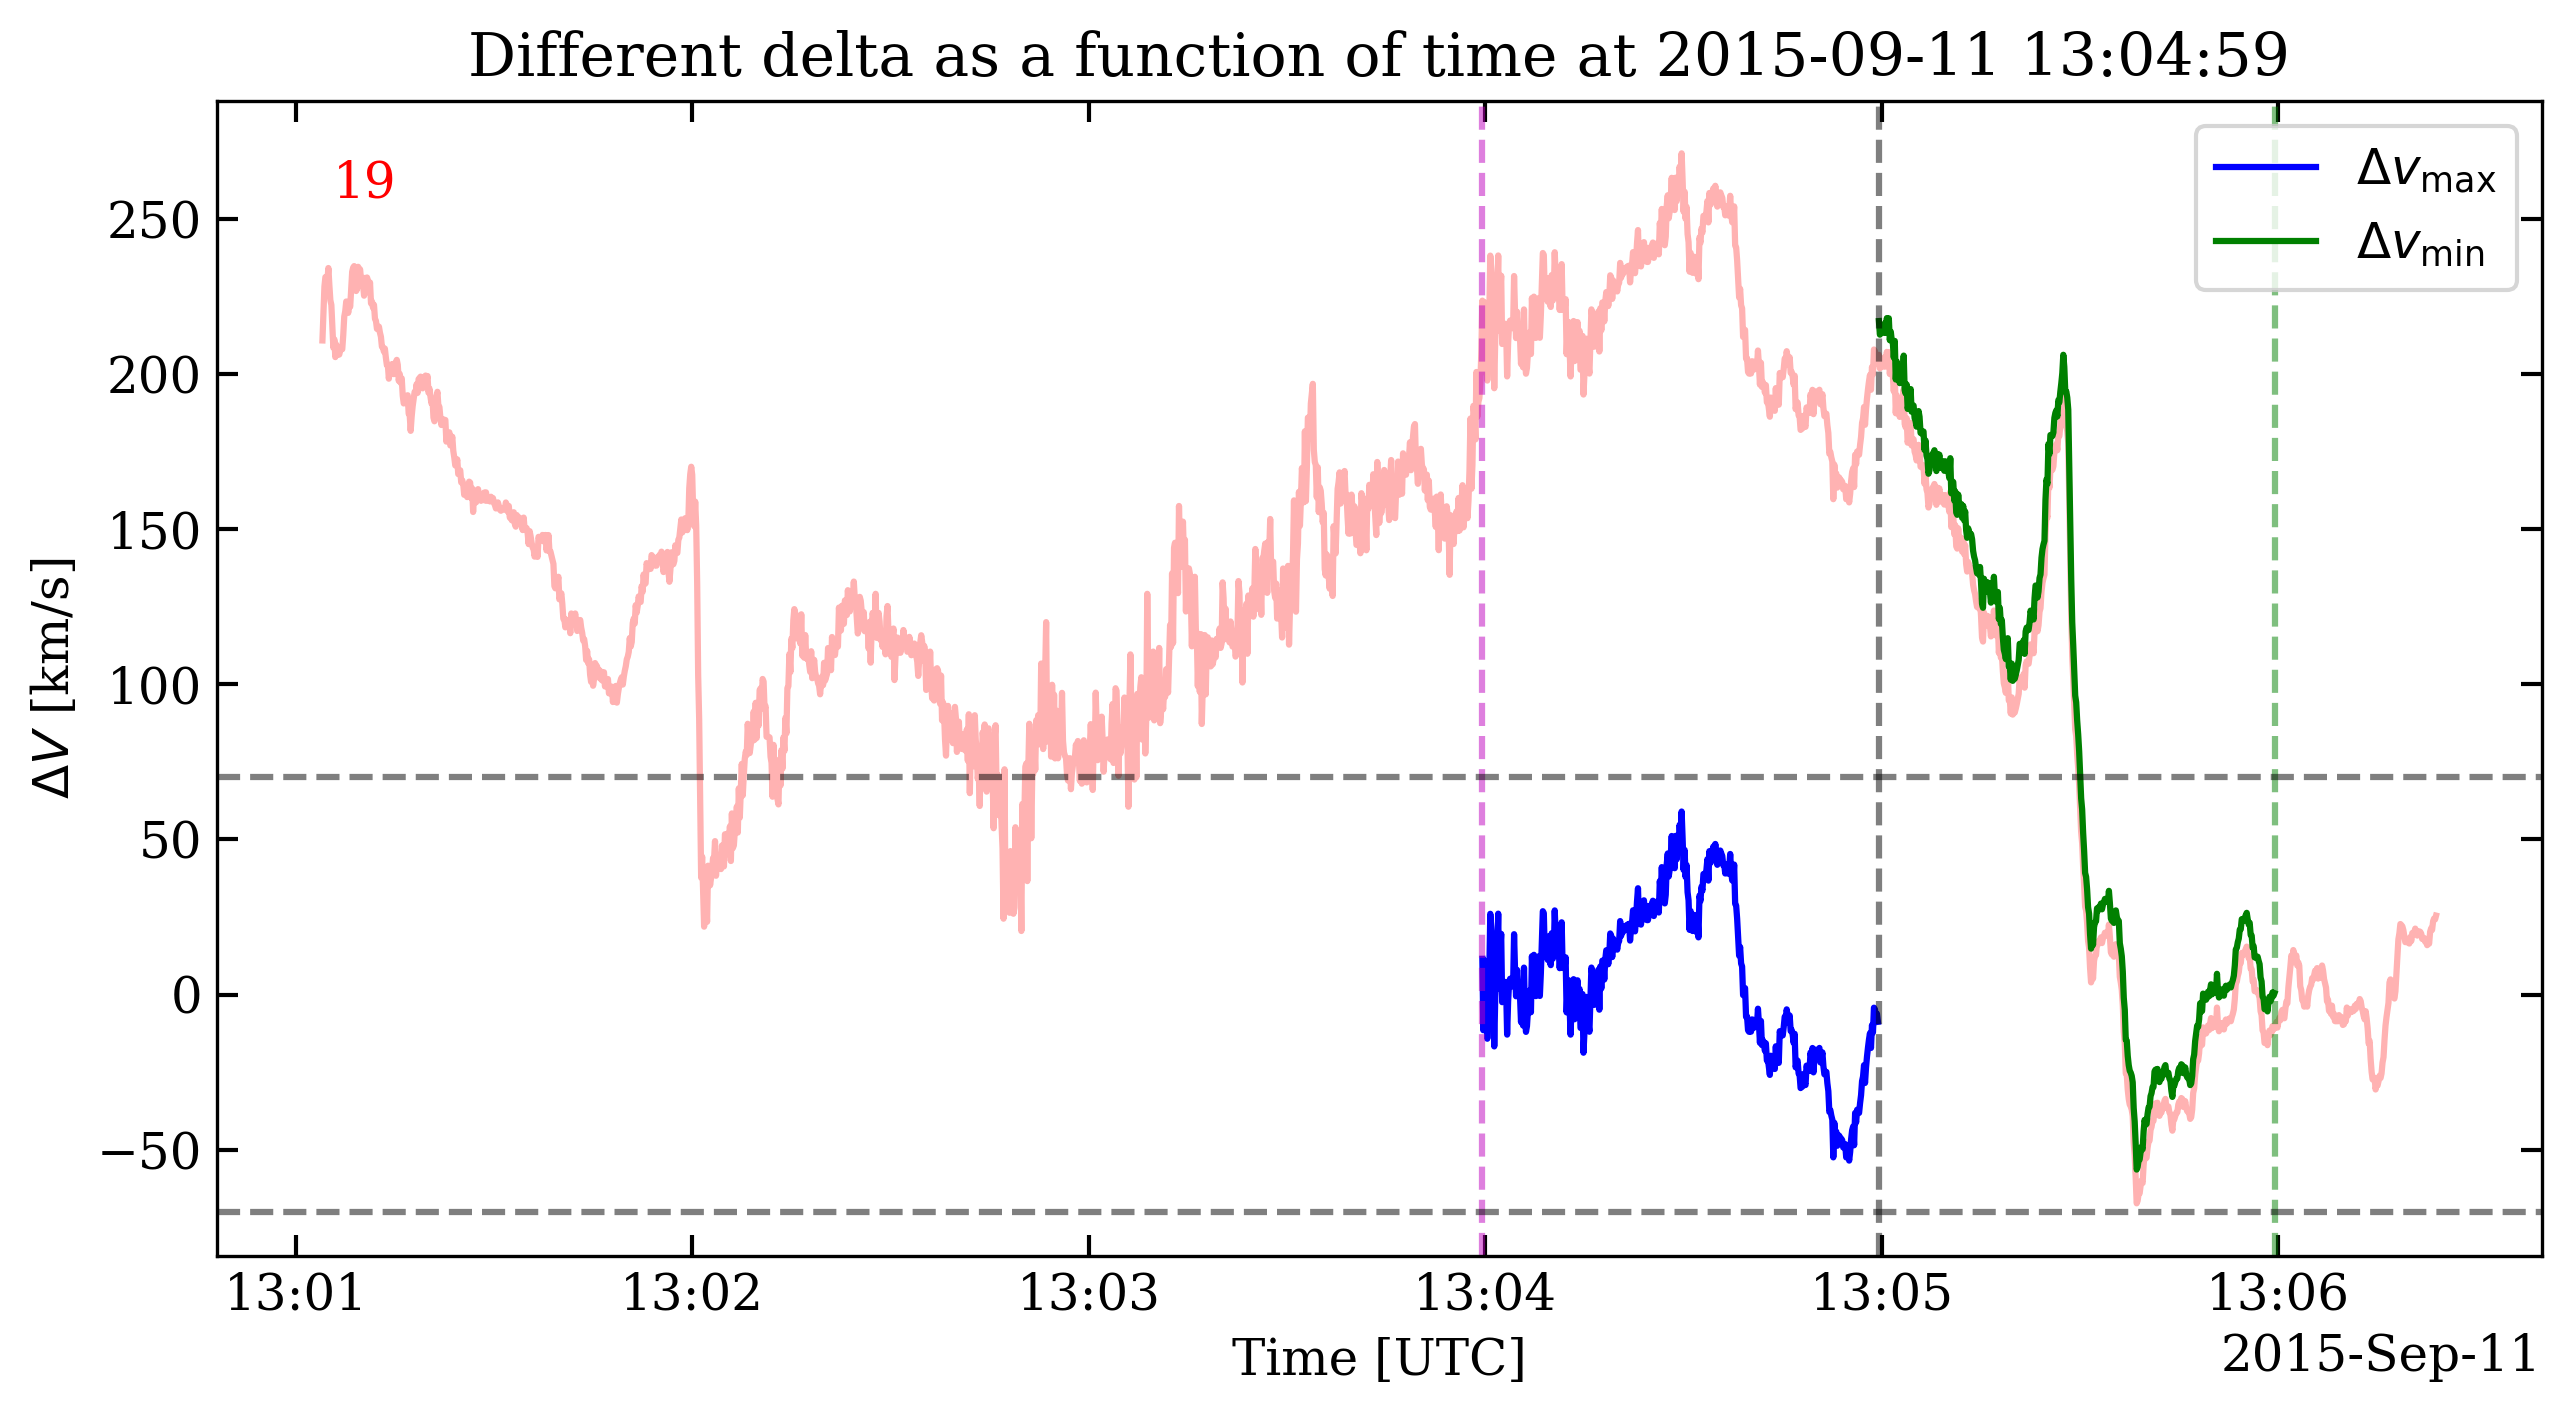 Different delta as a function of time at 2015-09-11 13:04:59
19
Δv_max
Δv_min
250
200
150
100
50
0
−50
ΔV [km/s]
13:01 13:02 13:03 13:04 13:05 13:06
Time [UTC]
2015-Sep-11